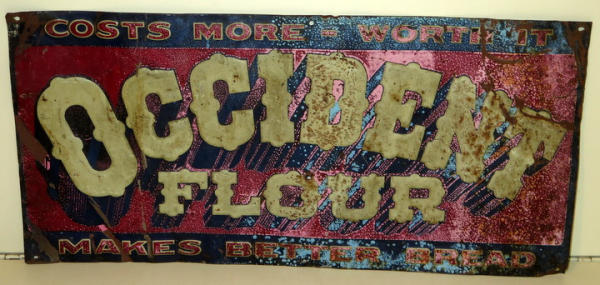 COSTS MORE - WORTH IT
OCCIDENT
FLOUR
MAKES BETTER BREAD